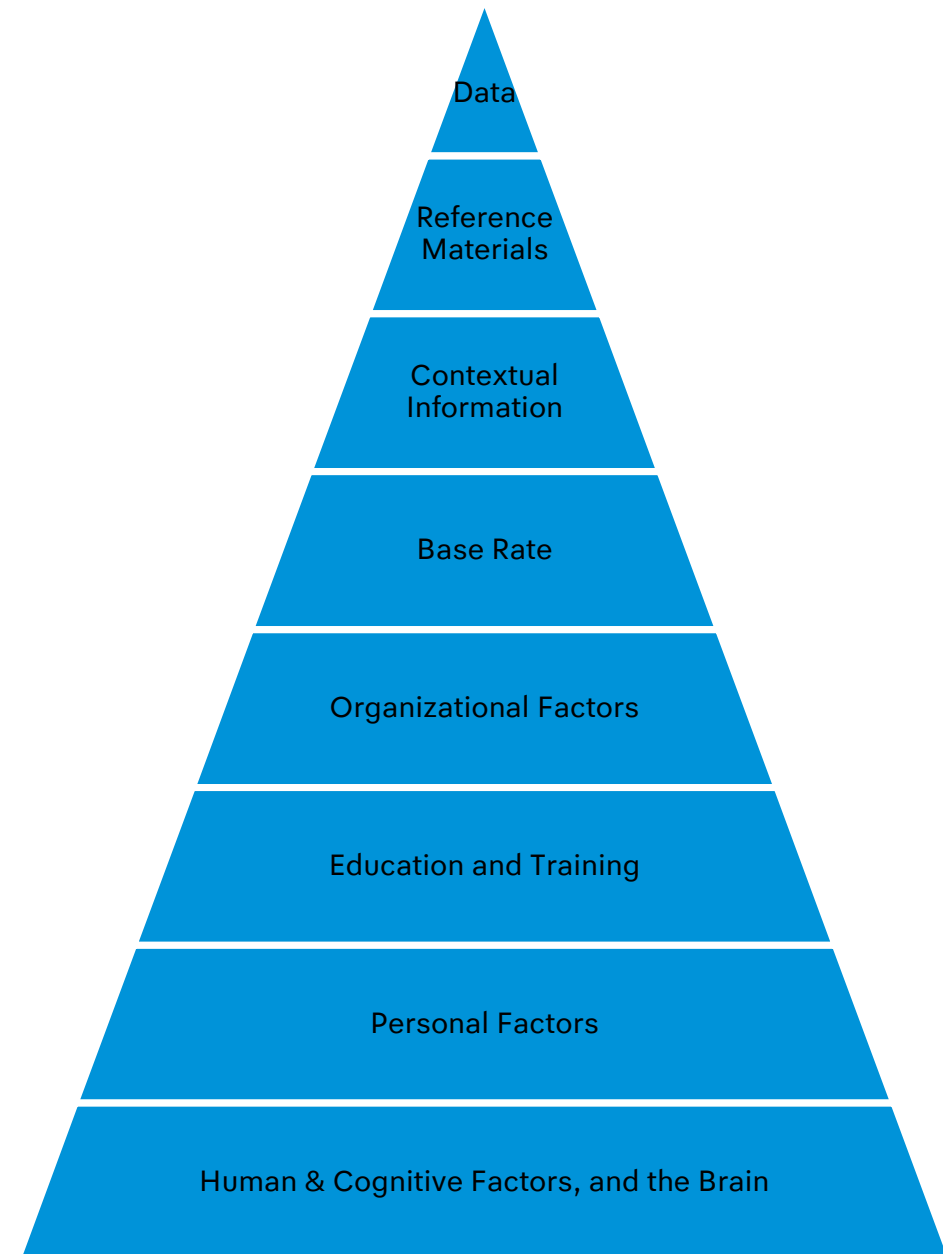 Data
Reference
Materials
Contextual
Information
Base Rate
Organizational Factors
Education and Training
Personal Factors
Human & Cognitive Factors, and the Brain